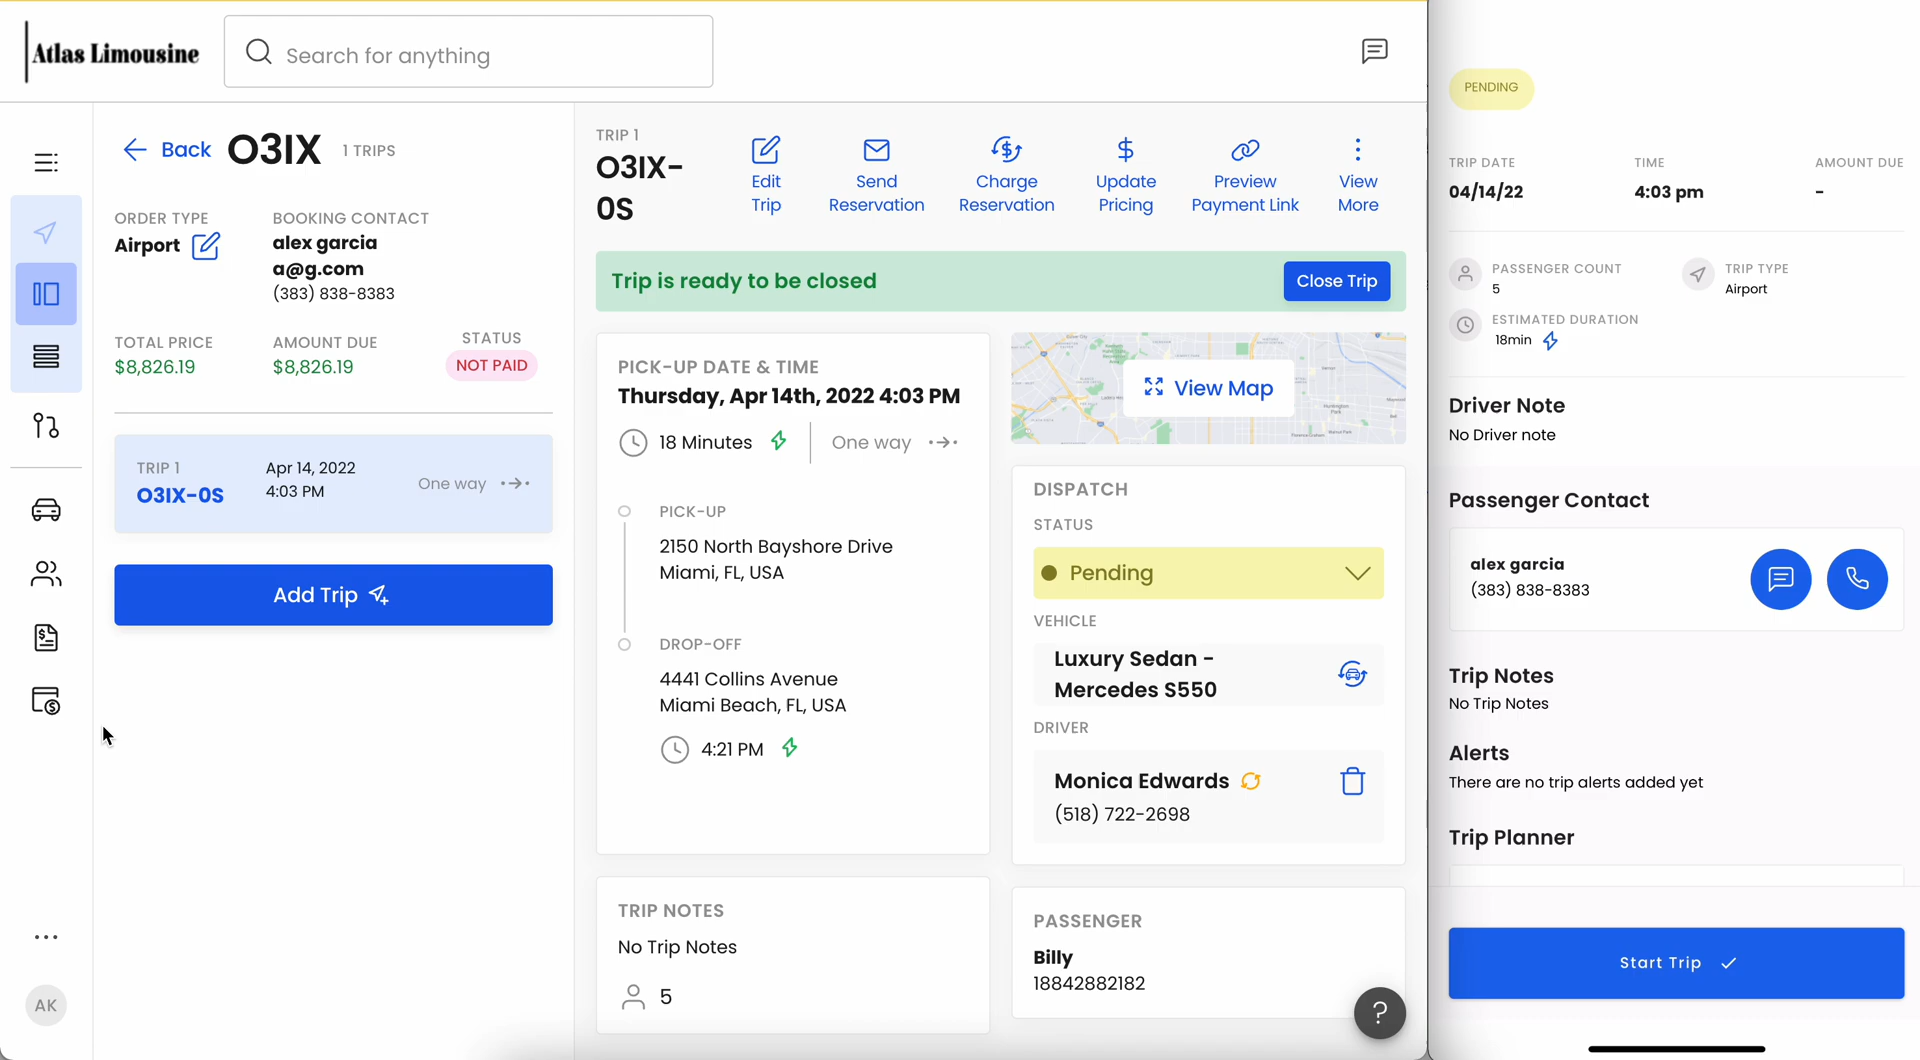 Atlas Limousine
Search for anything
Back
O3IX
1 TRIPS
ORDER TYPE
Airport
BOOKING CONTACT
alex garcia
a@g.com
(383) 838-8383
TOTAL PRICE
$8,826.19
AMOUNT DUE
$8,826.19
STATUS
NOT PAID
TRIP 1
O3IX-0S
Apr 14, 2022
4:03 PM
One way
Add Trip
AK
TRIP 1
O3IX-
0S
Edit
Trip
Send
Reservation
Charge
Reservation
Update
Pricing
Preview
Payment Link
View
More
Trip is ready to be closed
Close Trip
PICK-UP DATE & TIME
Thursday, Apr 14th, 2022 4:03 PM
18 Minutes
One way
PICK-UP
2150 North Bayshore Drive
Miami, FL, USA
DROP-OFF
4441 Collins Avenue
Miami Beach, FL, USA
4:21 PM
TRIP NOTES
No Trip Notes
5
View Map
DISPATCH
STATUS
Pending
VEHICLE
Luxury Sedan -
Mercedes S550
DRIVER
Monica Edwards
(518) 722-2698
PASSENGER
Billy
18842882182
?
PENDING
TRIP DATE
04/14/22
TIME
4:03 pm
AMOUNT DUE
-
PASSENGER COUNT
5
TRIP TYPE
Airport
ESTIMATED DURATION
18min
Driver Note
No Driver note
Passenger Contact
alex garcia
(383) 838-8383
Trip Notes
No Trip Notes
Alerts
There are no trip alerts added yet
Trip Planner
Start Trip